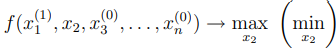 $f(x_1^{(1)}, x_2, x_3^{(0)}, \ldots, x_n^{(0)}) \to \max_{x_2} \left( \min_{x_2} \right.$